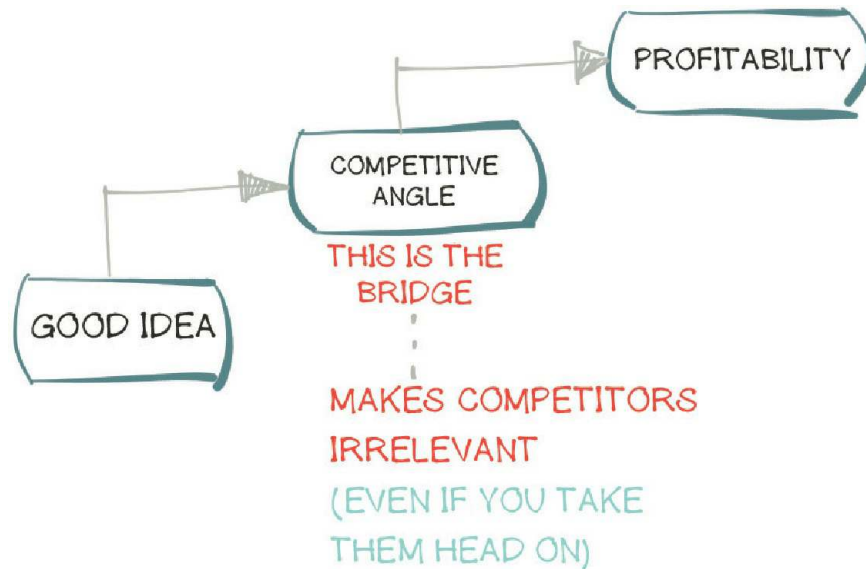 PROFITABILITY
COMPETITIVE
ANGLE
THIS IS THE
BRIDGE
GOOD IDEA
MAKES COMPETITORS
IRRELEVANT
(EVEN IF YOU TAKE
THEM HEAD ON)